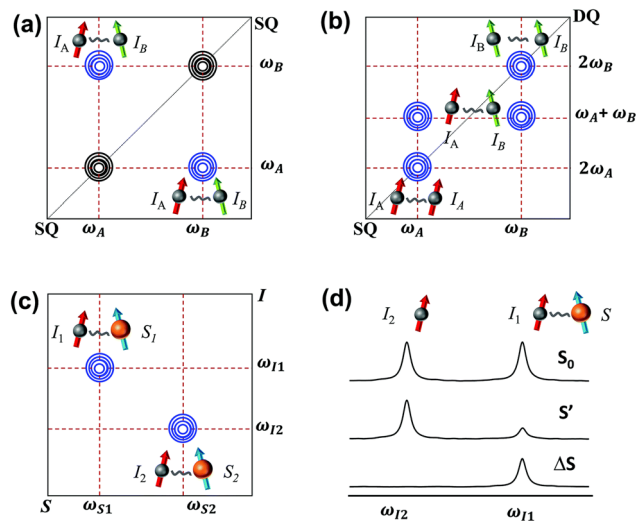 (a)
SQ
I_A I_B
ω_B
ω_A
I_A I_B
SQ ω_A ω_B
(b)
DQ
I_B I_B
2ω_B
ω_A + ω_B
I_A I_B
2ω_A
I_A I_A
SQ ω_A ω_B
(c)
I
I_1 S_I
ω_I1
ω_I2
I_2 S_2
S ω_S1 ω_S2
(d)
I_2 I_1 S
S_0
S'
ΔS
ω_I2 ω_I1